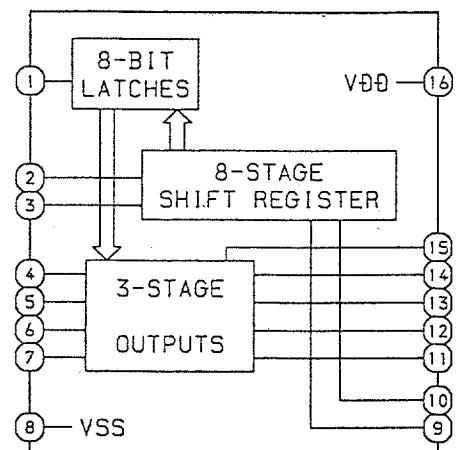 8-BIT
LATCHES
1
VDD
16
8-STAGE
SHIFT REGISTER
2
3
15
4
3-STAGE
14
5
13
6
OUTPUTS
12
7
11
10
8
VSS
9